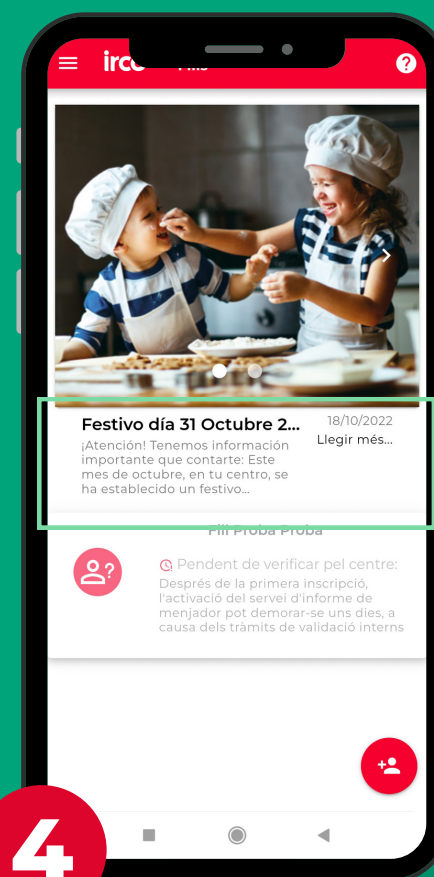 irco
?
Festivo día 31 Octubre 2...
18/10/2022
¡Atención! Tenemos información
Llegir més...
importante que contarte: Este
mes de octubre, en tu centro, se
ha establecido un festivo...
Fill Proba Proba
?
Pendent de verificar pel centre:
Després de la primera inscripció,
l'activació del servei d'informe de
menjador pot demorar-se uns dies, a
causa dels tràmits de validació interns
4